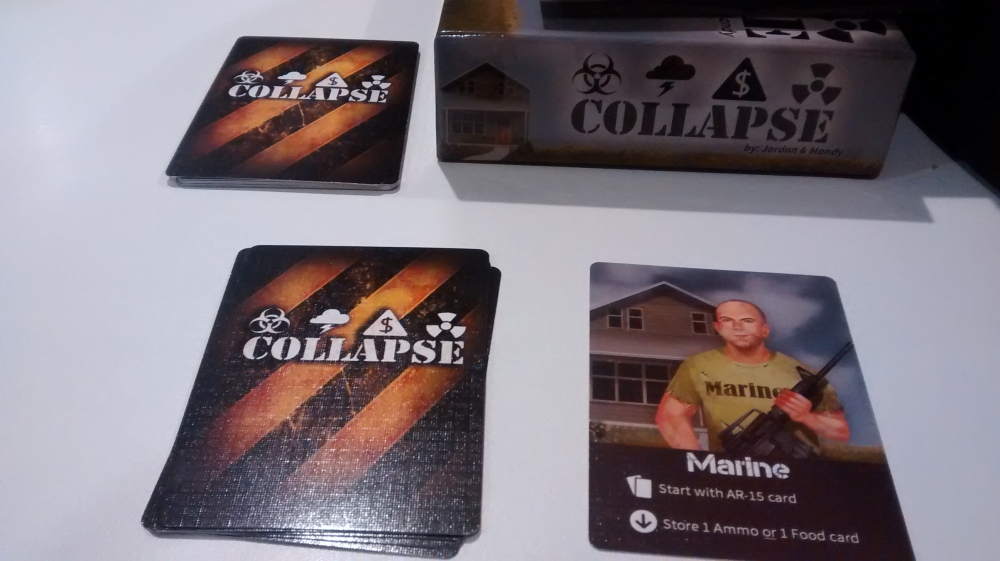 COLLAPSE
COLLAPSE
by: Jordan & Mandy
COLLAPSE
Marine
Marine
Start with AR-15 card
Store 1 Ammo or 1 Food card